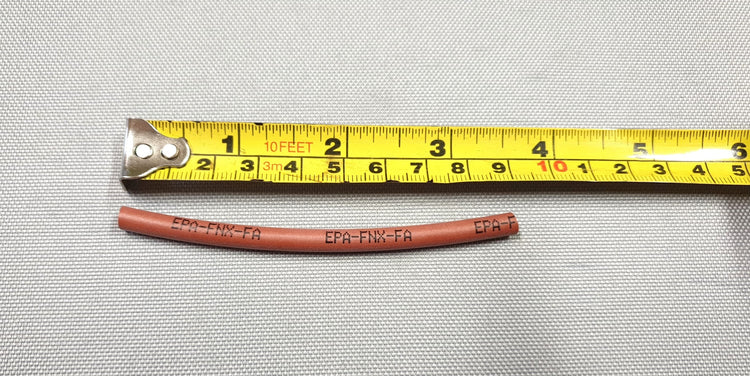 1 10FEET 2 3 4 5 6
2 3m 4 5 6 7 8 9 10 1 2 3 4 5
EPA-FNX-FA EPA-FNX-FA EPA-F